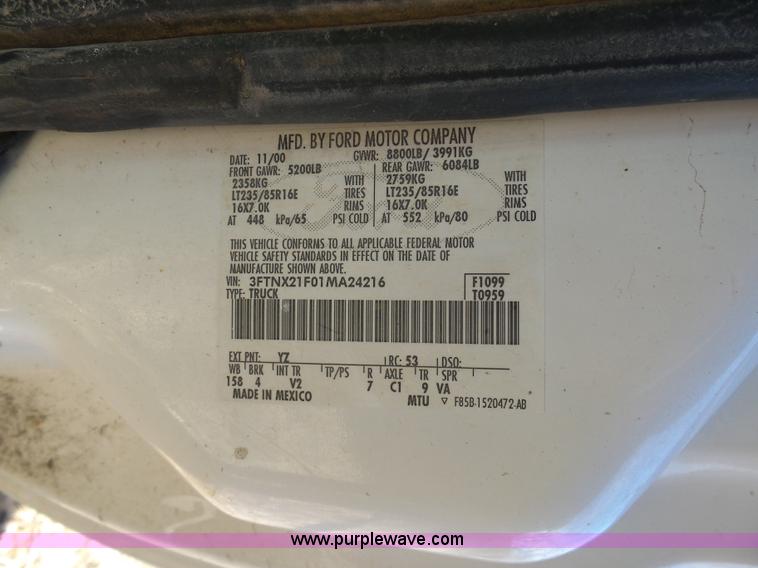 MFD. BY FORD MOTOR COMPANY
DATE: 11/00 GVWR: 8800LB/ 3991KG
FRONT GAWR: 5200LB REAR GAWR: 6084LB
2358KG WITH 2759KG WITH
LT235/85R16E TIRES LT235/85R16E TIRES
16X7.0K RIMS 16X7.0K RIMS
AT 448 kPa/65 PSI COLD AT 552 kPa/80 PSI COLD
THIS VEHICLE CONFORMS TO ALL APPLICABLE FEDERAL MOTOR
VEHICLE SAFETY STANDARDS IN EFFECT ON THE DATE OF
MANUFACTURE SHOWN ABOVE.
VIN: 3FTNX21F01MA24216 F1099
TYPE: TRUCK T0959
EXT PNT: YZ RC: 53 DSO:
WB BRK INT TR TP/PS R AXLE TR SPR
158 4 V2 7 C1 9 VA
MADE IN MEXICO MTU ▽ F85B-1520472-AB
www.purplewave.com